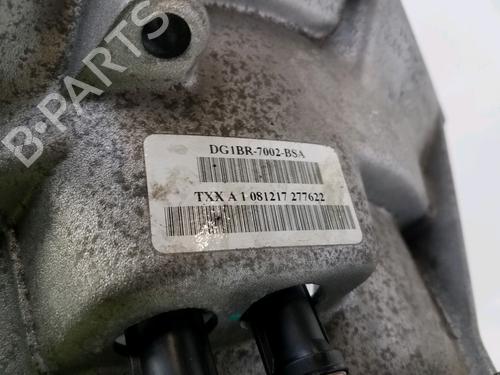 B-PARTS
DG1BR-7002-BSA
TXX A 1 081217 277622